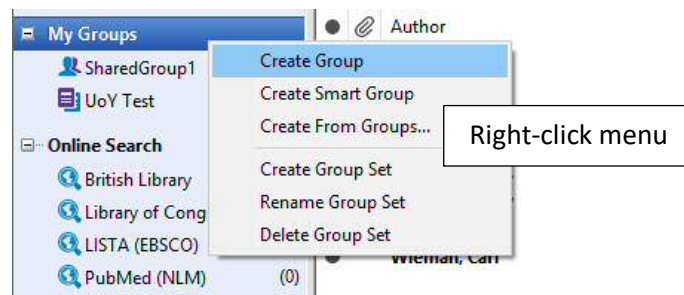 My Groups
Author
SharedGroup1
UoY Test
Online Search
British Library
Library of Cong
LISTA (EBSCO)
PubMed (NLM) (0)
Create Group
Create Smart Group
Create From Groups...
Create Group Set
Rename Group Set
Delete Group Set
Right-click menu
Wieman, Carl